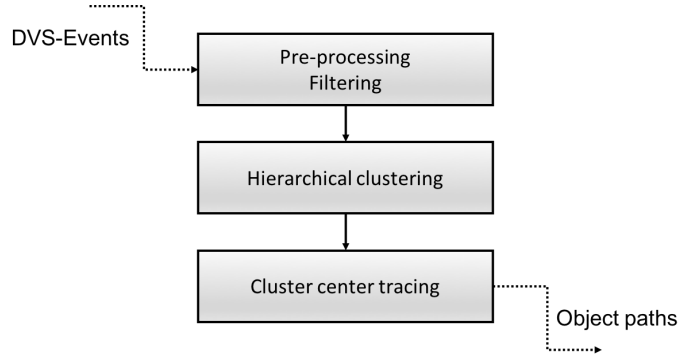 DVS-Events
Pre-processing
Filtering
Hierarchical clustering
Cluster center tracing
Object paths